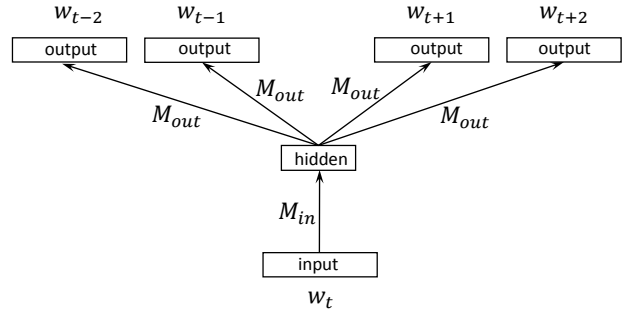 w_{t-2} w_{t-1} w_{t+1} w_{t+2}
output output output output
M_{out} M_{out} M_{out} M_{out}
hidden
M_{in}
input
w_t